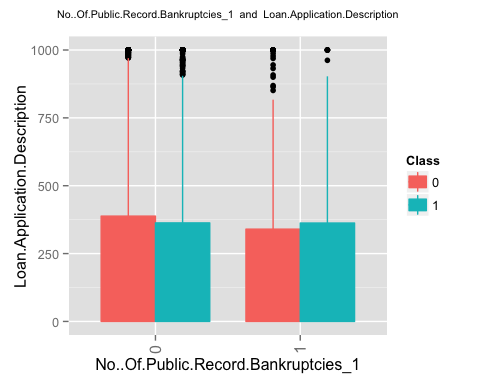 No..Of.Public.Record.Bankruptcies_1 and Loan.Application.Description
1000
750
500
250
0
Loan.Application.Description
0
1
No..Of.Public.Record.Bankruptcies_1
Class
0
1